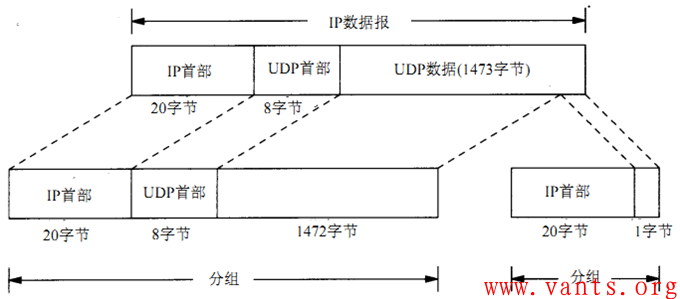 IP数据报
IP首部 UDP首部 UDP数据(1473字节)
20字节 8字节
IP首部 UDP首部 IP首部
20字节 8字节 1472字节 20字节 1字节
分组 分组
www.vants.org